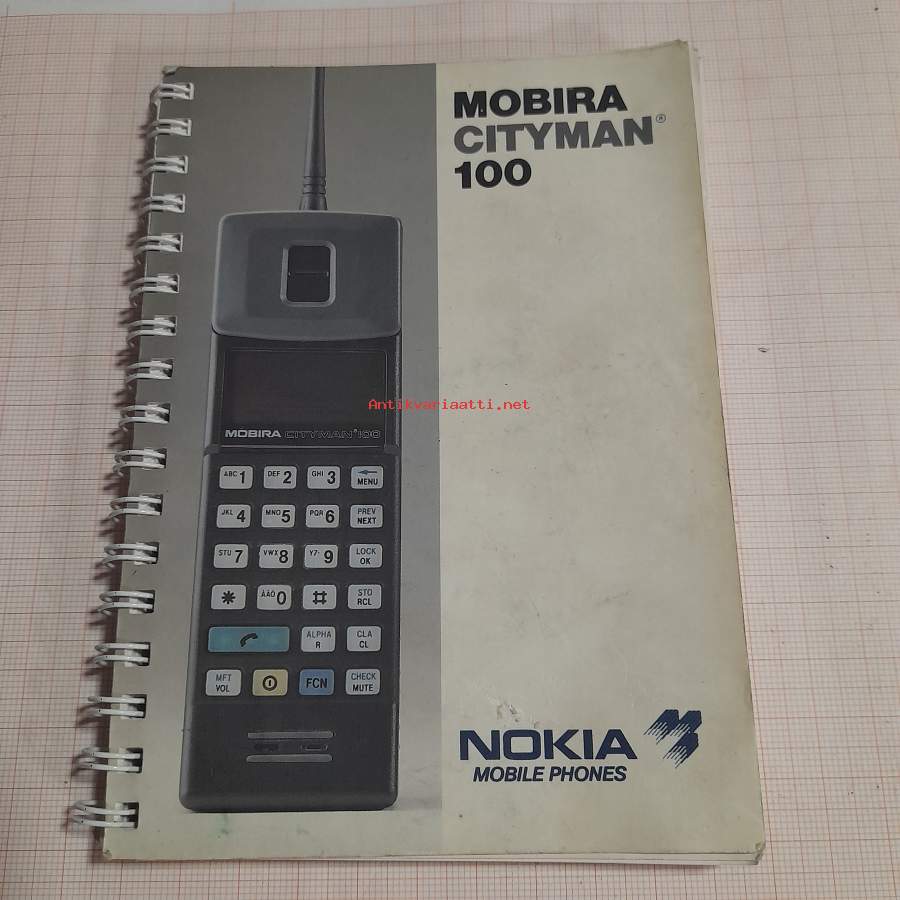 MOBIRA
CITYMAN®
100
Antikvariaatti.net
MOBIRA CITYMAN® 100
ABC 1 DEF 2 GHI 3 MENU
JKL 4 MNO 5 PQR 6 PREV NEXT
STU 7 VWX 8 YZ- 9 LOCK OK
* ÅÄÖ 0 # STO RCL
ALPHA R CLA CL
MFT VOL FCN CHECK MUTE
NOKIA
MOBILE PHONES